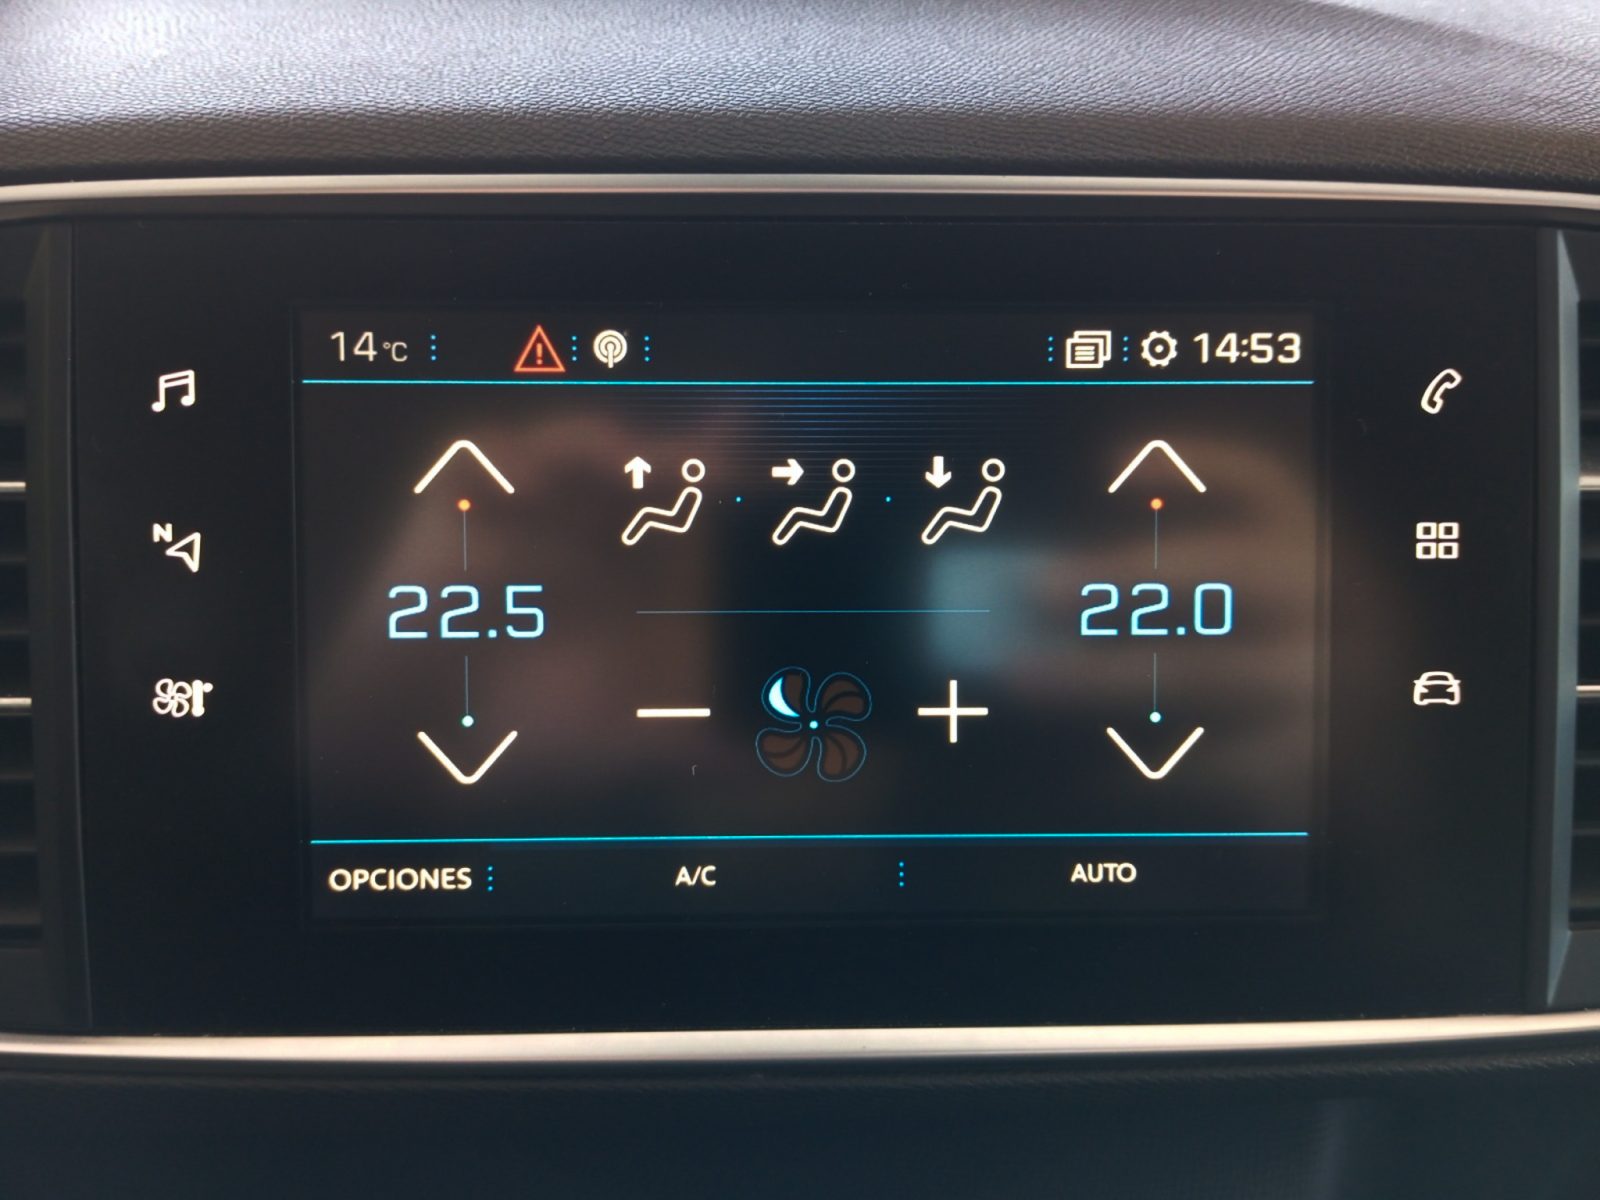 14 °C
14:53
N
22.5
22.0
OPCIONES
A/C
AUTO